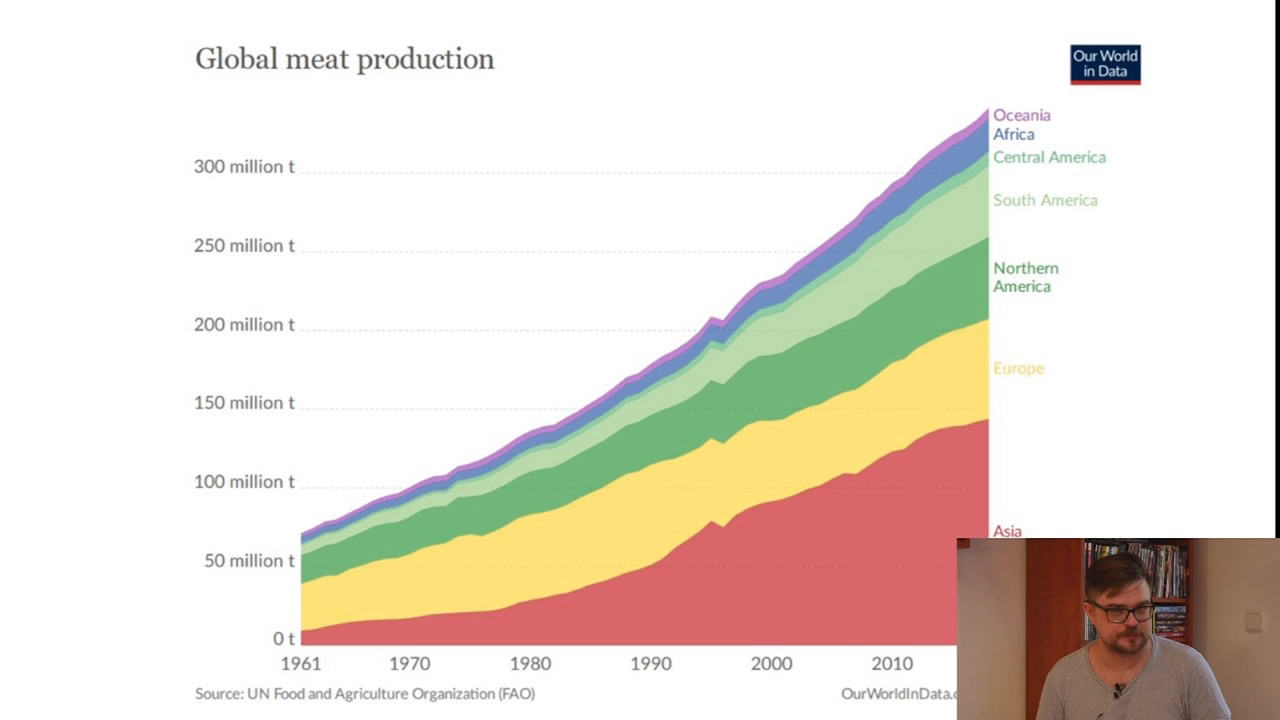 Global meat production
Our World
in Data
Oceania
Africa
Central America
South America
Northern
America
Europe
Asia
300 million t
250 million t
200 million t
150 million t
100 million t
50 million t
0 t
1961
1970
1980
1990
2000
2010
Source: UN Food and Agriculture Organization (FAO)
OurWorldInData.